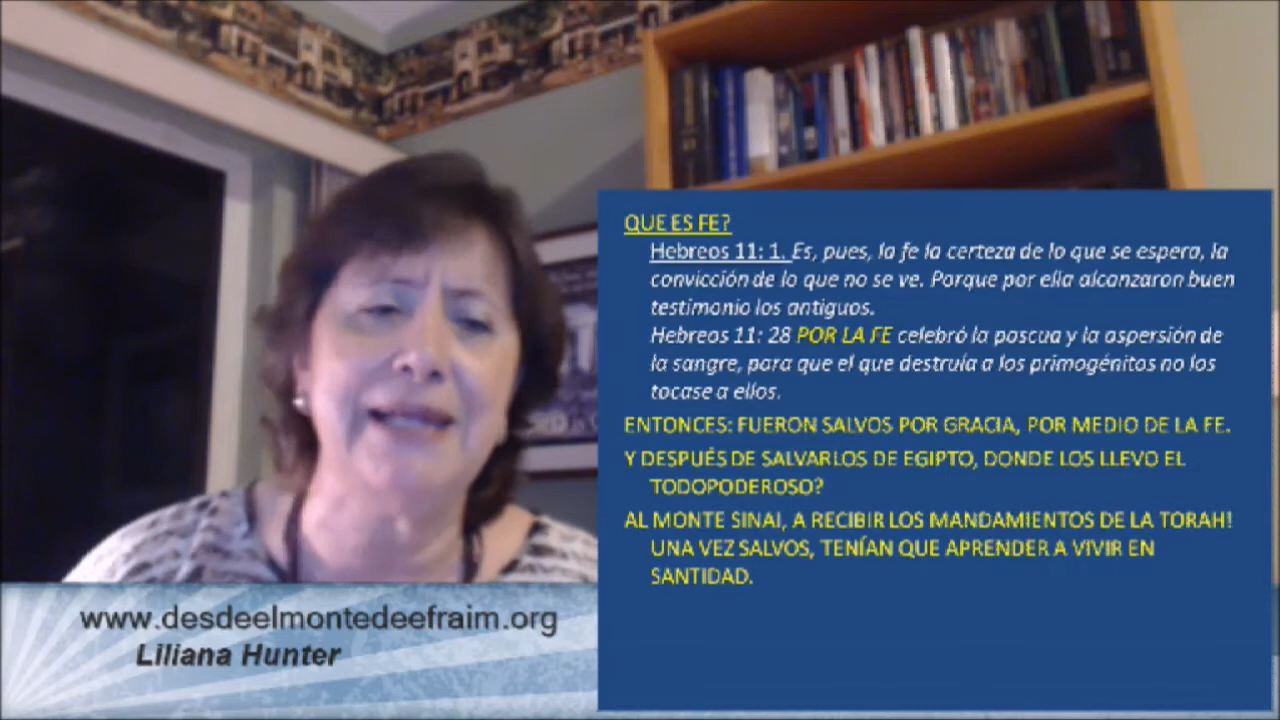 QUE ES FE?
Hebreos 11: 1. Es, pues, la fe la certeza de lo que se espera, la
convicción de lo que no se ve. Porque por ella alcanzaron buen
testimonio los antiguos.
Hebreos 11: 28 POR LA FE celebró la pascua y la aspersión de
la sangre, para que el que destruía a los primogénitos no los
tocase a ellos.
ENTONCES: FUERON SALVOS POR GRACIA, POR MEDIO DE LA FE.
Y DESPUÉS DE SALVARLOS DE EGIPTO, DONDE LOS LLEVO EL
TODOPODEROSO?
AL MONTE SINAI, A RECIBIR LOS MANDAMIENTOS DE LA TORAH!
UNA VEZ SALVOS, TENÍAN QUE APRENDER A VIVIR EN
SANTIDAD.
www.desdeelmontedeefraim.org
Liliana Hunter